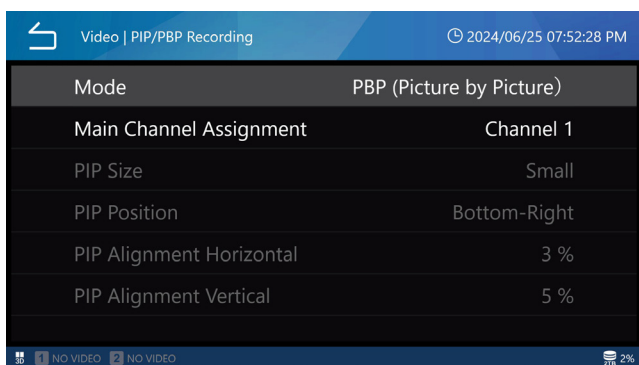 Video | PIP/PBP Recording 2024/06/25 07:52:28 PM
Mode PBP (Picture by Picture)
Main Channel Assignment Channel 1
PIP Size Small
PIP Position Bottom-Right
PIP Alignment Horizontal 3 %
PIP Alignment Vertical 5 %
3D 1 NO VIDEO 2 NO VIDEO 2TB 2%